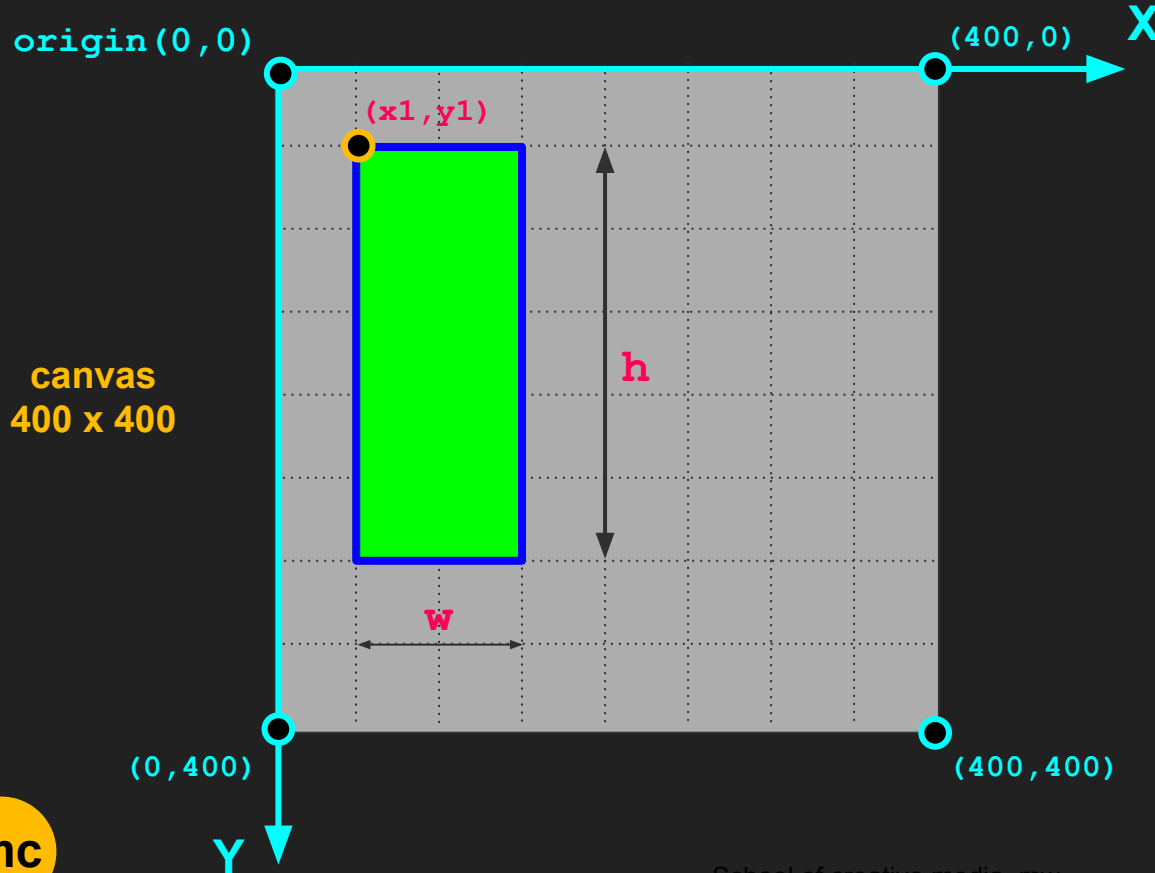 origin(0,0)
(400,0)
X
(x1,y1)
h
canvas
400 x 400
w
(0,400)
(400,400)
Y